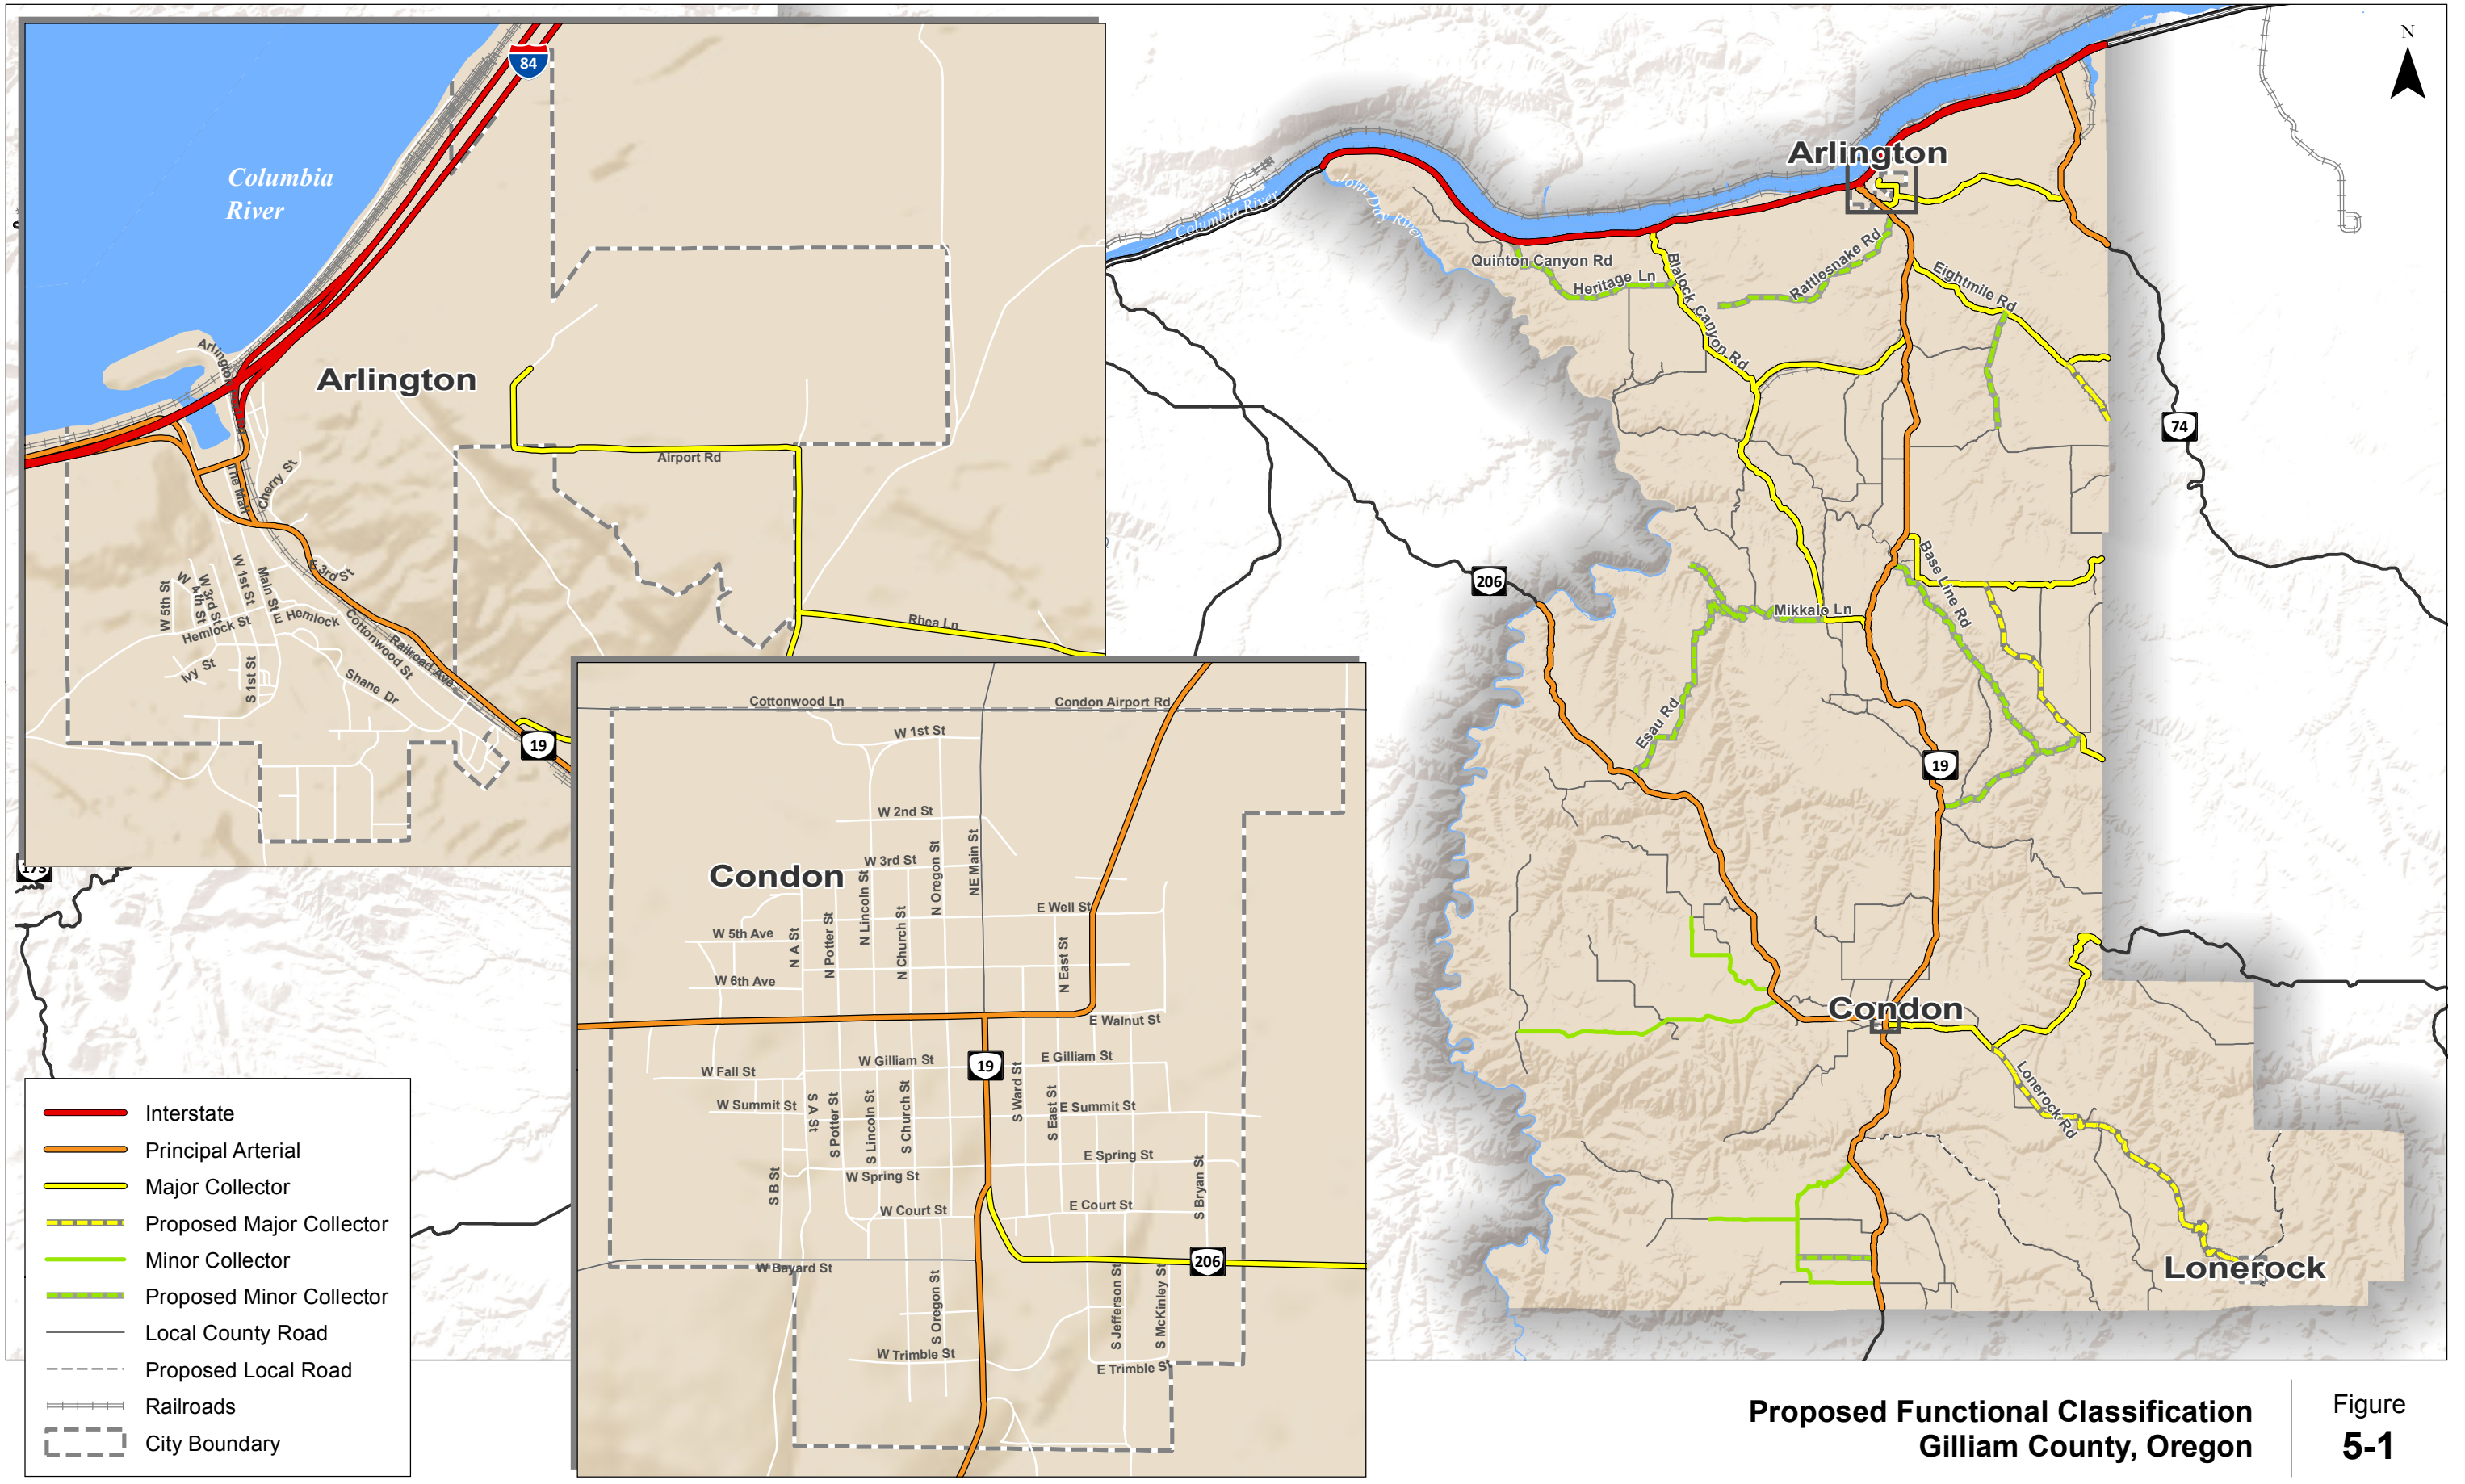 84
Columbia
River
Arlington
Arlington
The Mall
Cherry St
Airport Rd
E 3rd St
Rhea Ln
W 5th St
W 4th St
W 3rd St
W 1st St
Main St
E Hemlock
Hemlock St
Cottonwood St
Railroad Ave
Ivy St
S 1st St
Shane Dr
19
Cottonwood Ln
Condon Airport Rd
W 1st St
W 2nd St
W 3rd St
Condon
N Lincoln St
N Oregon St
NE Main St
E Well St
W 5th Ave
N A St
N Potter St
N Church St
N East St
W 6th Ave
E Walnut St
W Gilliam St
19
E Gilliam St
W Fall St
W Summit St
S A St
S Potter St
S Lincoln St
S Church St
S Ward St
S East St
E Summit St
E Spring St
W Spring St
S B St
S Bryan St
W Court St
E Court St
206
W Bayard St
S Oregon St
S Jefferson St
S McKinley St
W Trimble St
E Trimble St
N
Arlington
Columbia River
John Day River
Quinton Canyon Rd
Heritage Ln
Blalock Canyon Rd
Rattlesnake Rd
Eightmile Rd
74
206
Base Line Rd
Mikkalo Ln
Esau Rd
19
Condon
Lonerock Rd
Lonerock
Interstate
Principal Arterial
Major Collector
Proposed Major Collector
Minor Collector
Proposed Minor Collector
Local County Road
Proposed Local Road
Railroads
City Boundary
Proposed Functional Classification
Gilliam County, Oregon
Figure
5-1